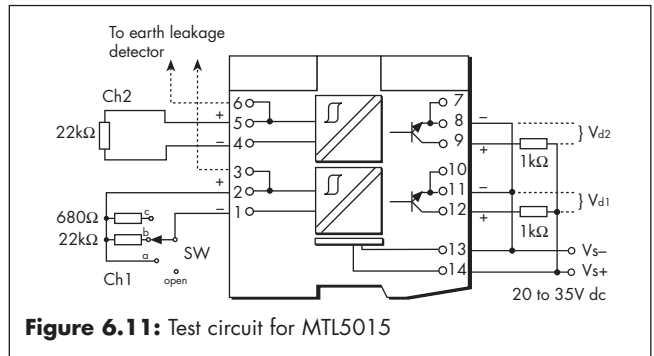 To earth leakage
detector
Ch2
22kΩ
+
−
6
5
4
3
2
1
+
−
680Ω
22kΩ
c
b
a
SW
open
Ch1
7
8
9
10
11
12
13
14
−
+
−
+
1kΩ
1kΩ
} Vd2
} Vd1
Vs−
Vs+
20 to 35V dc
Figure 6.11: Test circuit for MTL5015